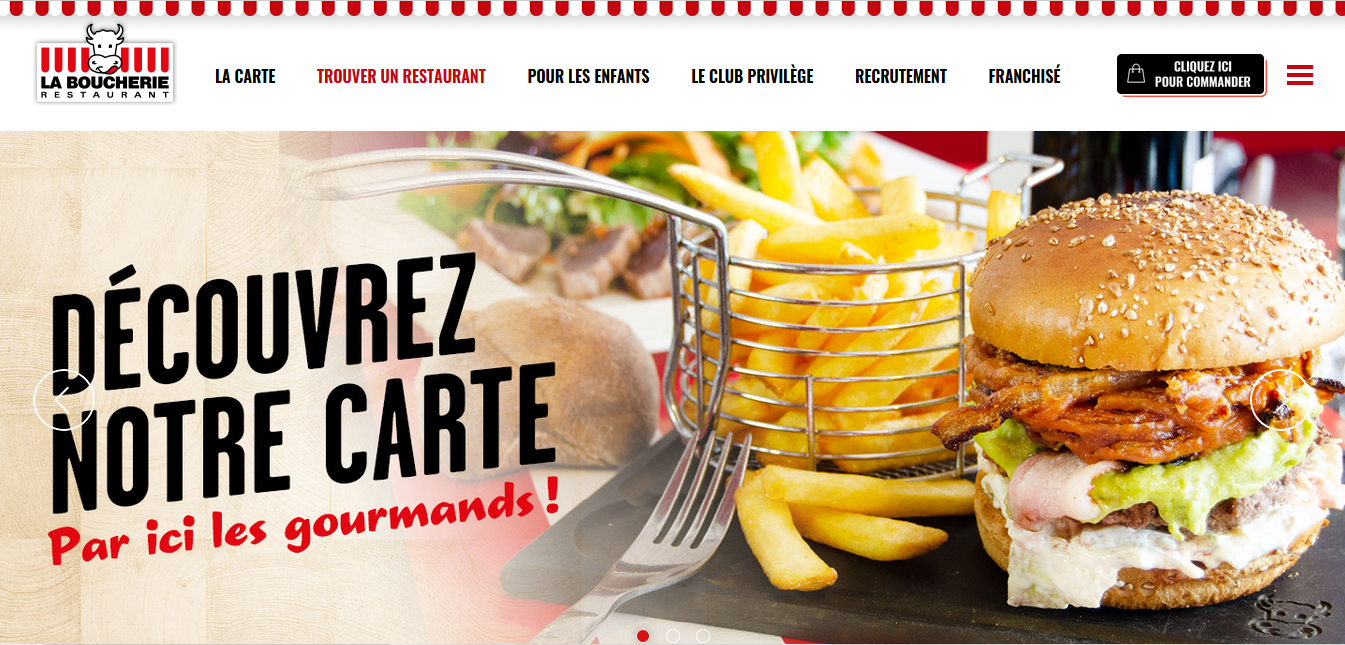 LA BOUCHERIE
RESTAURANT
LA CARTE
TROUVER UN RESTAURANT
POUR LES ENFANTS
LE CLUB PRIVILÈGE
RECRUTEMENT
FRANCHISÉ
CLIQUEZ ICI
POUR COMMANDER
DÉCOUVREZ
NOTRE CARTE
Par ici les gourmands !